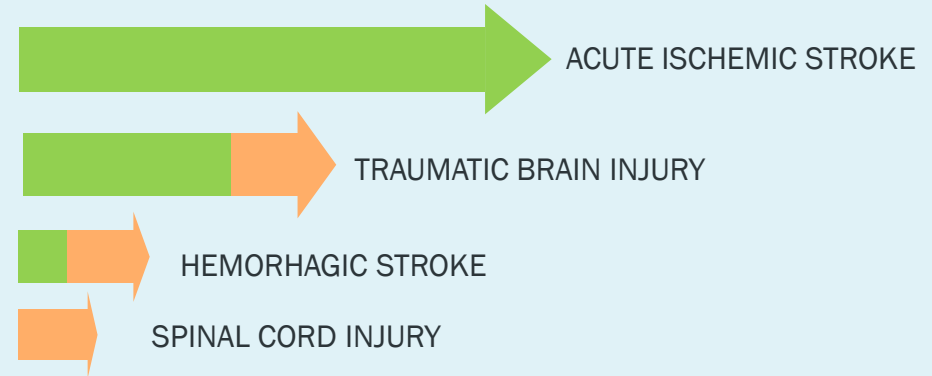 ACUTE ISCHEMIC STROKE
TRAUMATIC BRAIN INJURY
HEMORHAGIC STROKE
SPINAL CORD INJURY